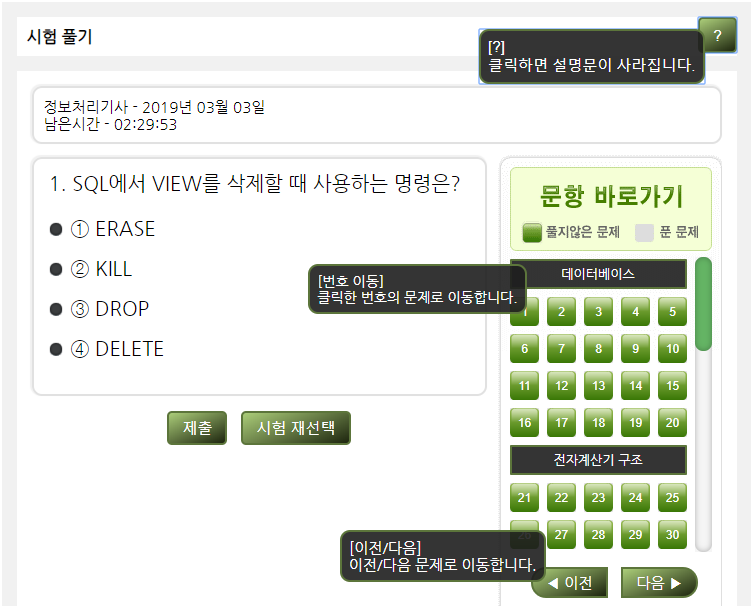 시험 풀기
?
[?]
클릭하면 설명문이 사라집니다.
정보처리기사 - 2019년 03월 03일
남은시간 - 02:29:53
1. SQL에서 VIEW를 삭제할 때 사용하는 명령은?
① ERASE
② KILL
③ DROP
④ DELETE
제출
시험 재선택
문항 바로가기
풀지않은 문제
푼 문제
데이터베이스
[번호 이동]
클릭한 번호의 문제로 이동합니다.
1 2 3 4 5
6 7 8 9 10
11 12 13 14 15
16 17 18 19 20
전자계산기 구조
21 22 23 24 25
26 27 28 29 30
[이전/다음]
이전/다음 문제로 이동합니다.
◀ 이전
다음 ▶